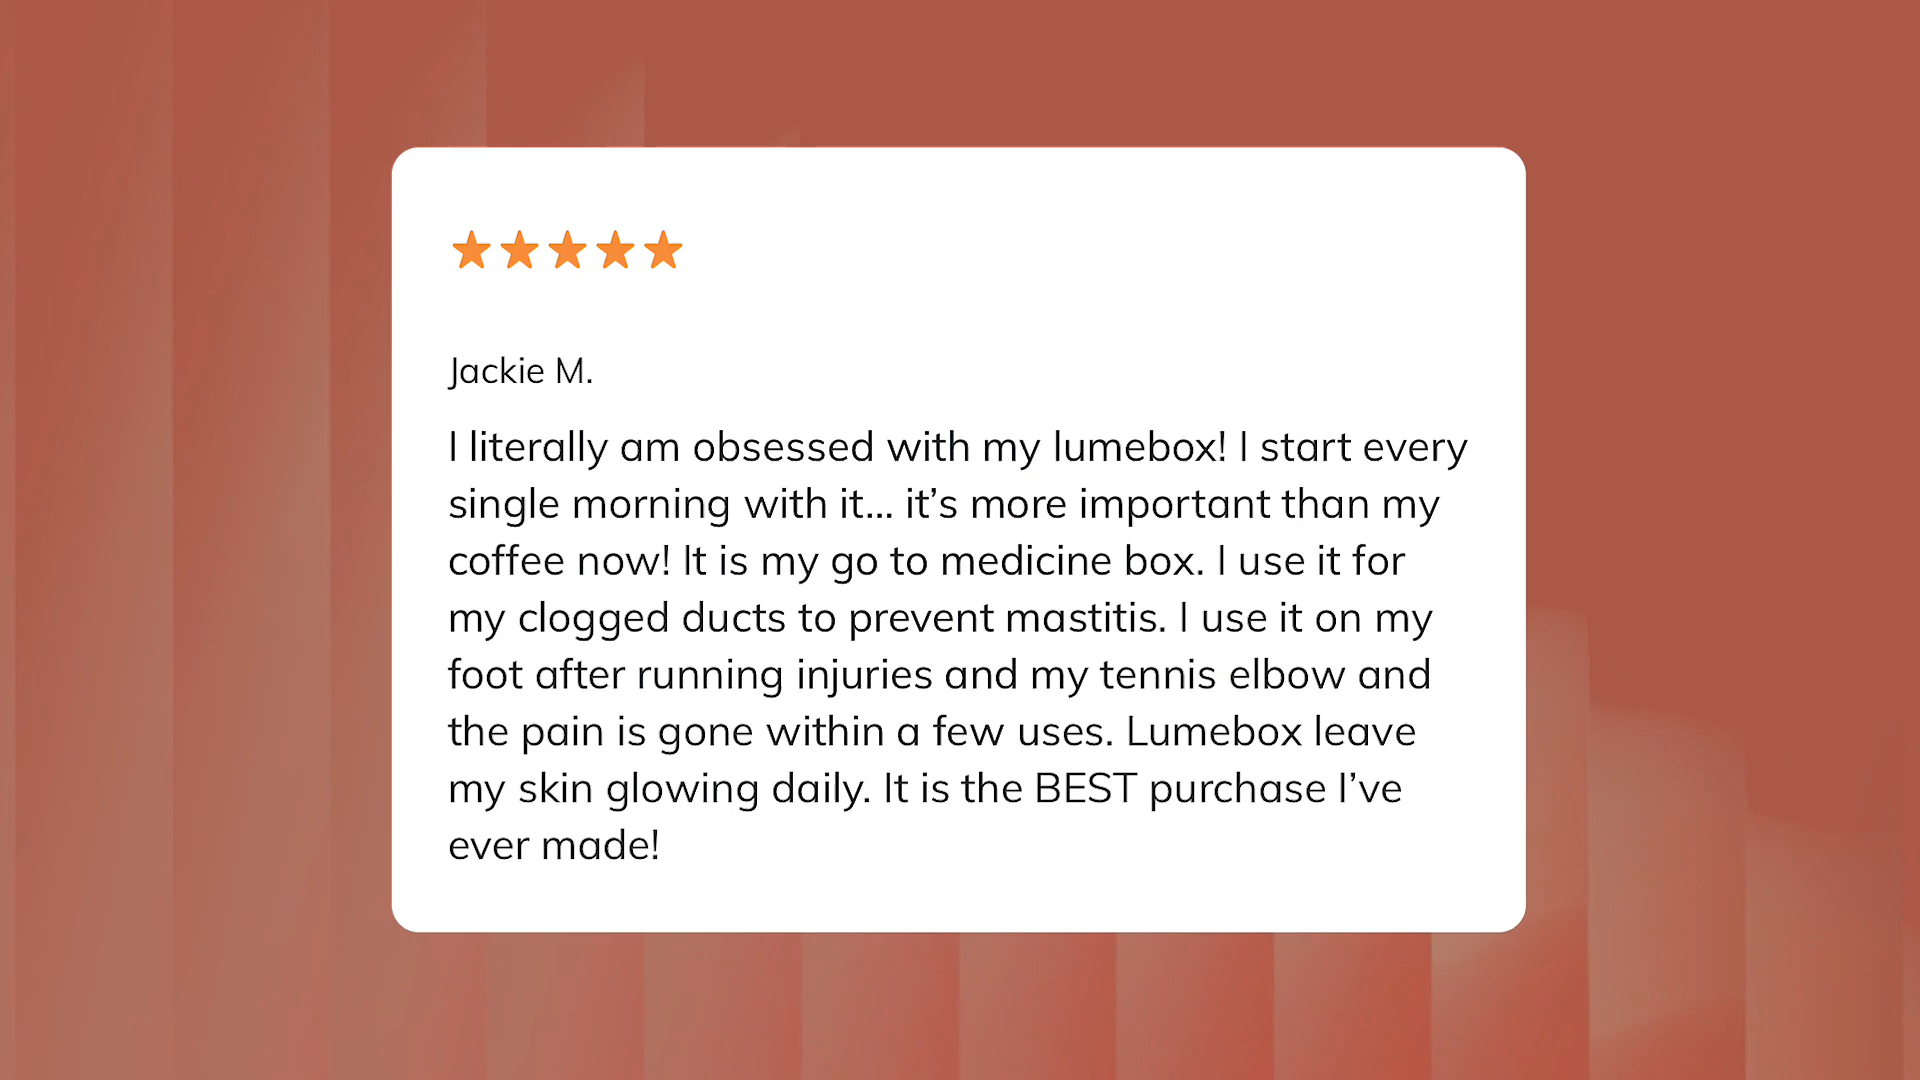 Jackie M.
I literally am obsessed with my lumebox! I start every
single morning with it... it’s more important than my
coffee now! It is my go to medicine box. I use it for
my clogged ducts to prevent mastitis. I use it on my
foot after running injuries and my tennis elbow and
the pain is gone within a few uses. Lumebox leave
my skin glowing daily. It is the BEST purchase I’ve
ever made!